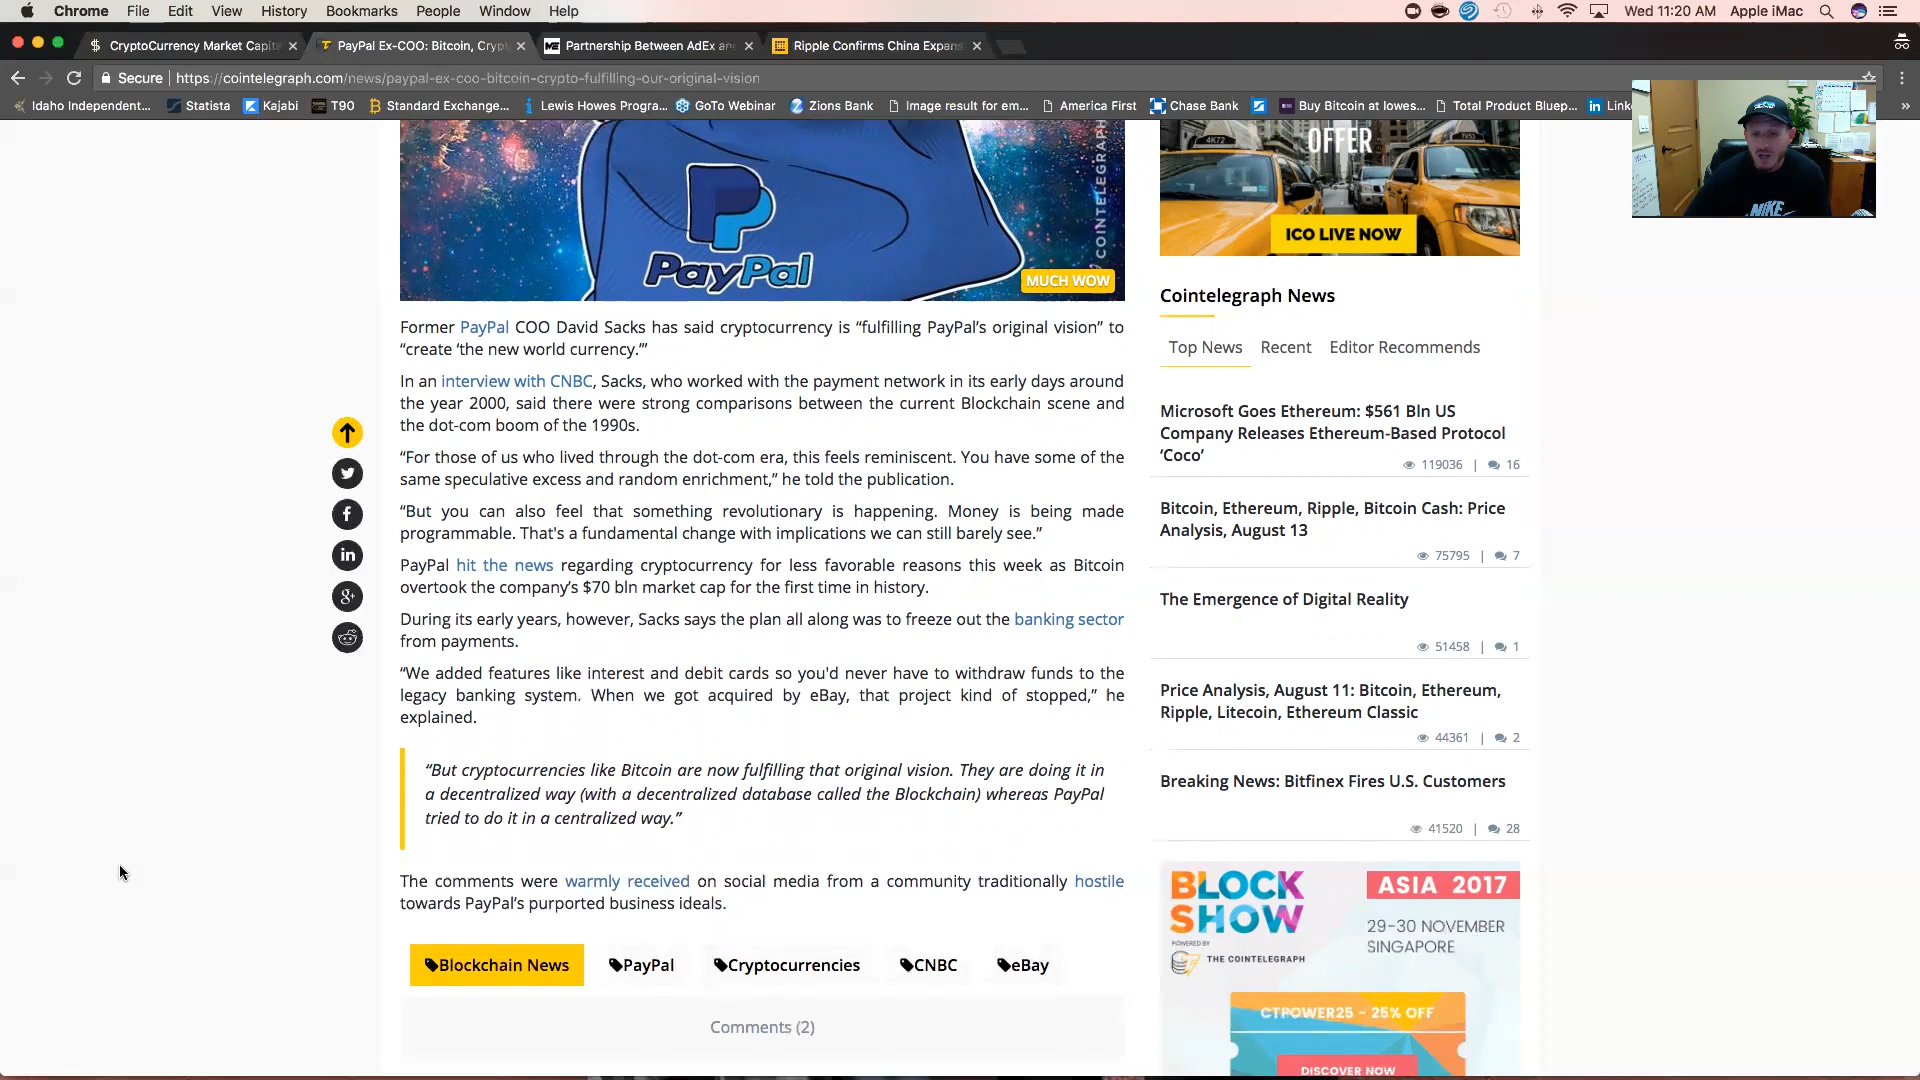 Chrome File Edit View History Bookmarks People Window Help Wed 11:20 AM Apple iMac
CryptoCurrency Market Capit PayPal Ex-COO: Bitcoin, Cryp Partnership Between AdEx an Ripple Confirms China Expans
Secure https://cointelegraph.com/news/paypal-ex-coo-bitcoin-crypto-fulfilling-our-original-vision
Idaho Independent... Statista Kajabi T90 Standard Exchange... Lewis Howes Progra... GoTo Webinar Zions Bank Image result for em... America First Chase Bank Buy Bitcoin at lowes... Total Product Bluep... Link
PayPal
COINTELEGRAPH
MUCH WOW
Former PayPal COO David Sacks has said cryptocurrency is “fulfilling PayPal’s original vision” to
“create ‘the new world currency.’”
In an interview with CNBC, Sacks, who worked with the payment network in its early days around
the year 2000, said there were strong comparisons between the current Blockchain scene and
the dot-com boom of the 1990s.
“For those of us who lived through the dot-com era, this feels reminiscent. You have some of the
same speculative excess and random enrichment,” he told the publication.
“But you can also feel that something revolutionary is happening. Money is being made
programmable. That's a fundamental change with implications we can still barely see.”
PayPal hit the news regarding cryptocurrency for less favorable reasons this week as Bitcoin
overtook the company’s $70 bln market cap for the first time in history.
During its early years, however, Sacks says the plan all along was to freeze out the banking sector
from payments.
“We added features like interest and debit cards so you'd never have to withdraw funds to the
legacy banking system. When we got acquired by eBay, that project kind of stopped,” he
explained.
“But cryptocurrencies like Bitcoin are now fulfilling that original vision. They are doing it in
a decentralized way (with a decentralized database called the Blockchain) whereas PayPal
tried to do it in a centralized way.”
The comments were warmly received on social media from a community traditionally hostile
towards PayPal’s purported business ideals.
Blockchain News PayPal Cryptocurrencies CNBC eBay
Comments (2)
4K72
OFFER
ICO LIVE NOW
Cointelegraph News
Top News Recent Editor Recommends
Microsoft Goes Ethereum: $561 Bln US
Company Releases Ethereum-Based Protocol
‘Coco’
119036 | 16
Bitcoin, Ethereum, Ripple, Bitcoin Cash: Price
Analysis, August 13
75795 | 7
The Emergence of Digital Reality
51458 | 1
Price Analysis, August 11: Bitcoin, Ethereum,
Ripple, Litecoin, Ethereum Classic
44361 | 2
Breaking News: Bitfinex Fires U.S. Customers
41520 | 28
BLOCK
SHOW
POWERED BY
THE COINTELEGRAPH
ASIA 2017
29-30 NOVEMBER
SINGAPORE
CTPOWER25 - 25% OFF
DISCOVER NOW
NIKE